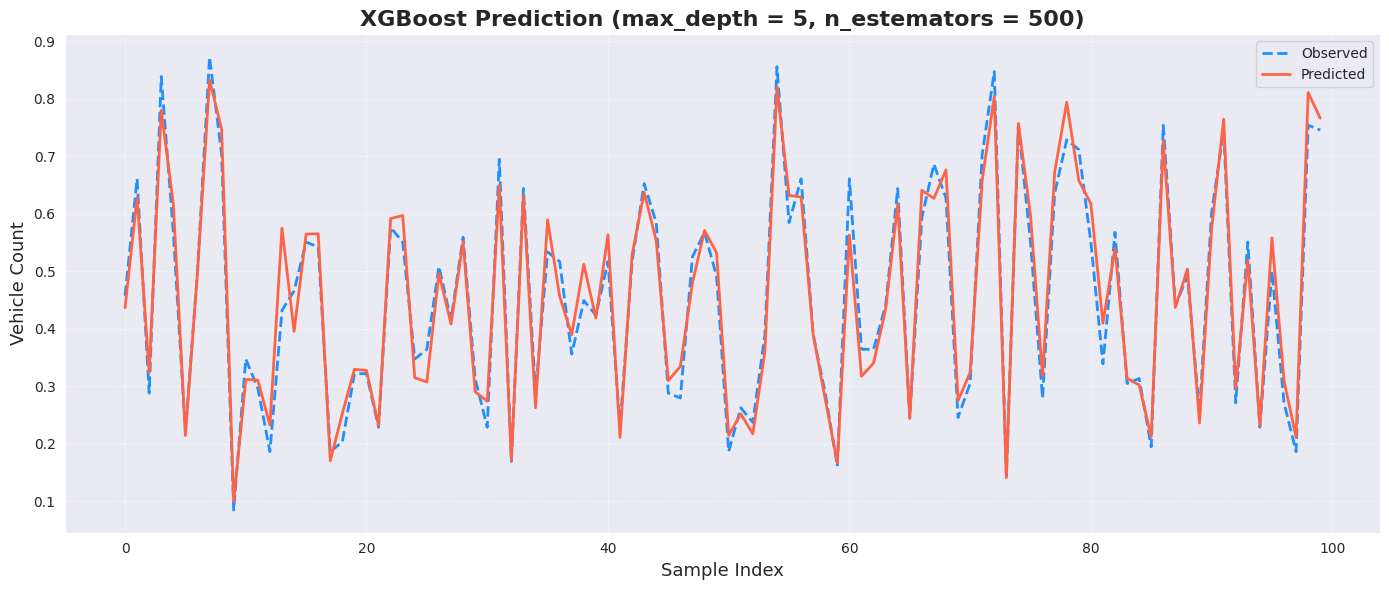 XGBoost Prediction (max_depth = 5, n_estemators = 500)
Observed
Predicted
Vehicle Count
0.9
0.8
0.7
0.6
0.5
0.4
0.3
0.2
0.1
0 20 40 60 80 100
Sample Index